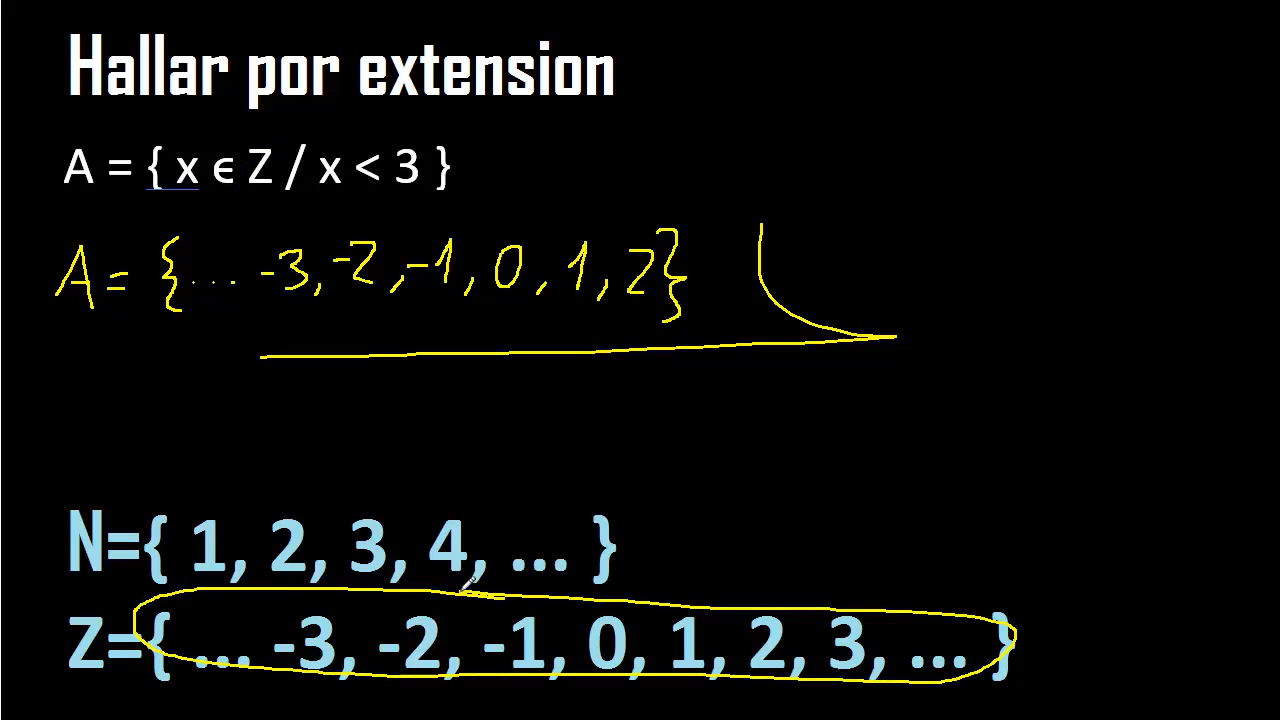 Hallar por extension
A = { x ϵ Z / x < 3 }
A = {... -3, -2, -1, 0, 1, 2}
N={ 1, 2, 3, 4, ... }
Z={ ... -3, -2, -1, 0, 1, 2, 3, ... }